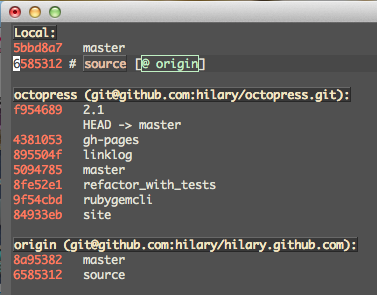 Local:
5bbd8a7 master
6585312 # source [@ origin]
octopress (git@github.com:hilary/octopress.git):
f954689 2.1
HEAD -> master
4381053 gh-pages
895504f linklog
5094785 master
8fe52e1 refactor_with_tests
9f54cbd rubygemcli
84933eb site
origin (git@github.com:hilary/hilary.github.com):
8a95382 master
6585312 source